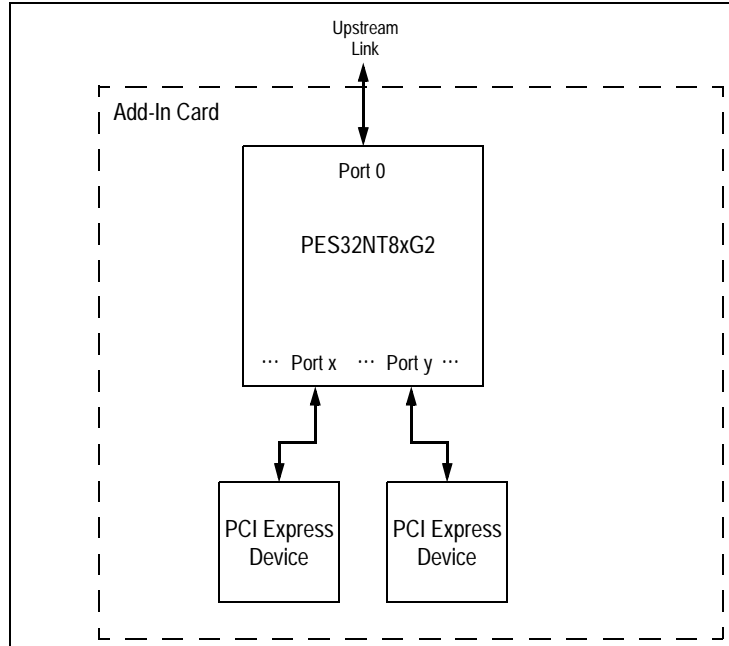 Upstream
Link
Add-In Card
Port 0
PES32NT8xG2
··· Port x ··· Port y ···
PCI Express
Device
PCI Express
Device